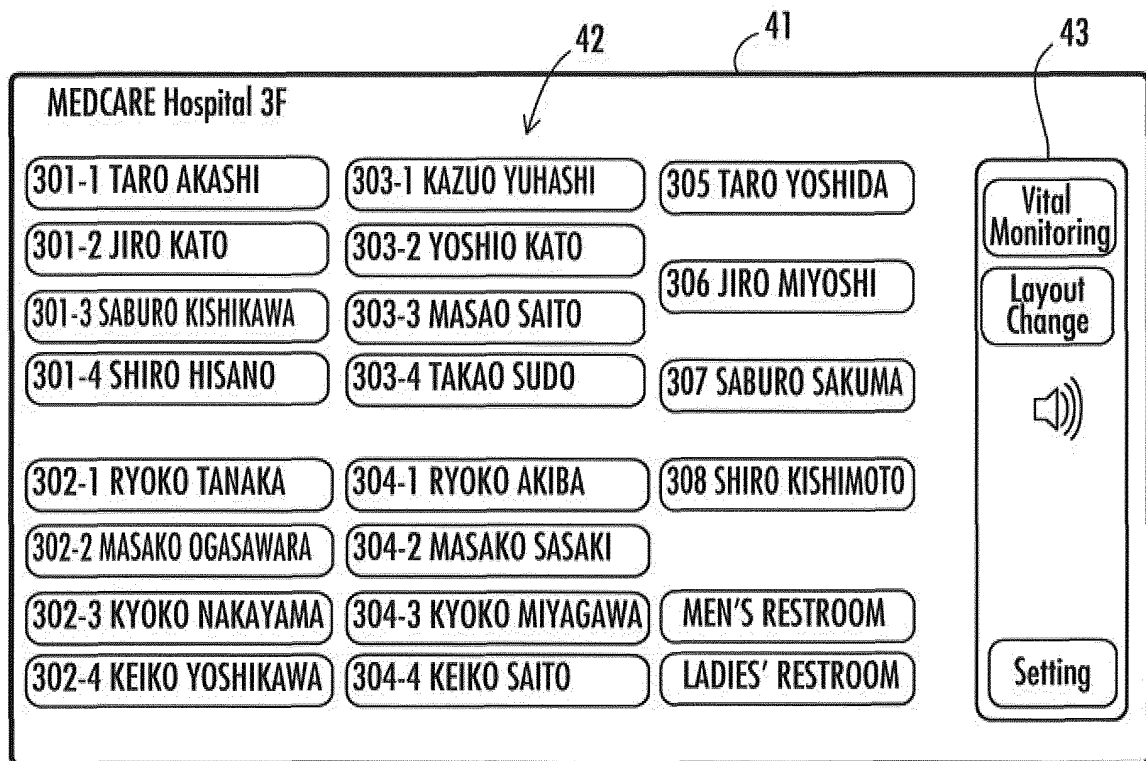 42
41
43
MEDCARE Hospital 3F
301-1 TARO AKASHI
301-2 JIRO KATO
301-3 SABURO KISHIKAWA
301-4 SHIRO HISANO
302-1 RYOKO TANAKA
302-2 MASAKO OGASAWARA
302-3 KYOKO NAKAYAMA
302-4 KEIKO YOSHIKAWA
303-1 KAZUO YUHASHI
303-2 YOSHIO KATO
303-3 MASAO SAITO
303-4 TAKAO SUDO
304-1 RYOKO AKIBA
304-2 MASAKO SASAKI
304-3 KYOKO MIYAGAWA
304-4 KEIKO SAITO
305 TARO YOSHIDA
306 JIRO MIYOSHI
307 SABURO SAKUMA
308 SHIRO KISHIMOTO
MEN'S RESTROOM
LADIES' RESTROOM
Vital
Monitoring
Layout
Change
Setting